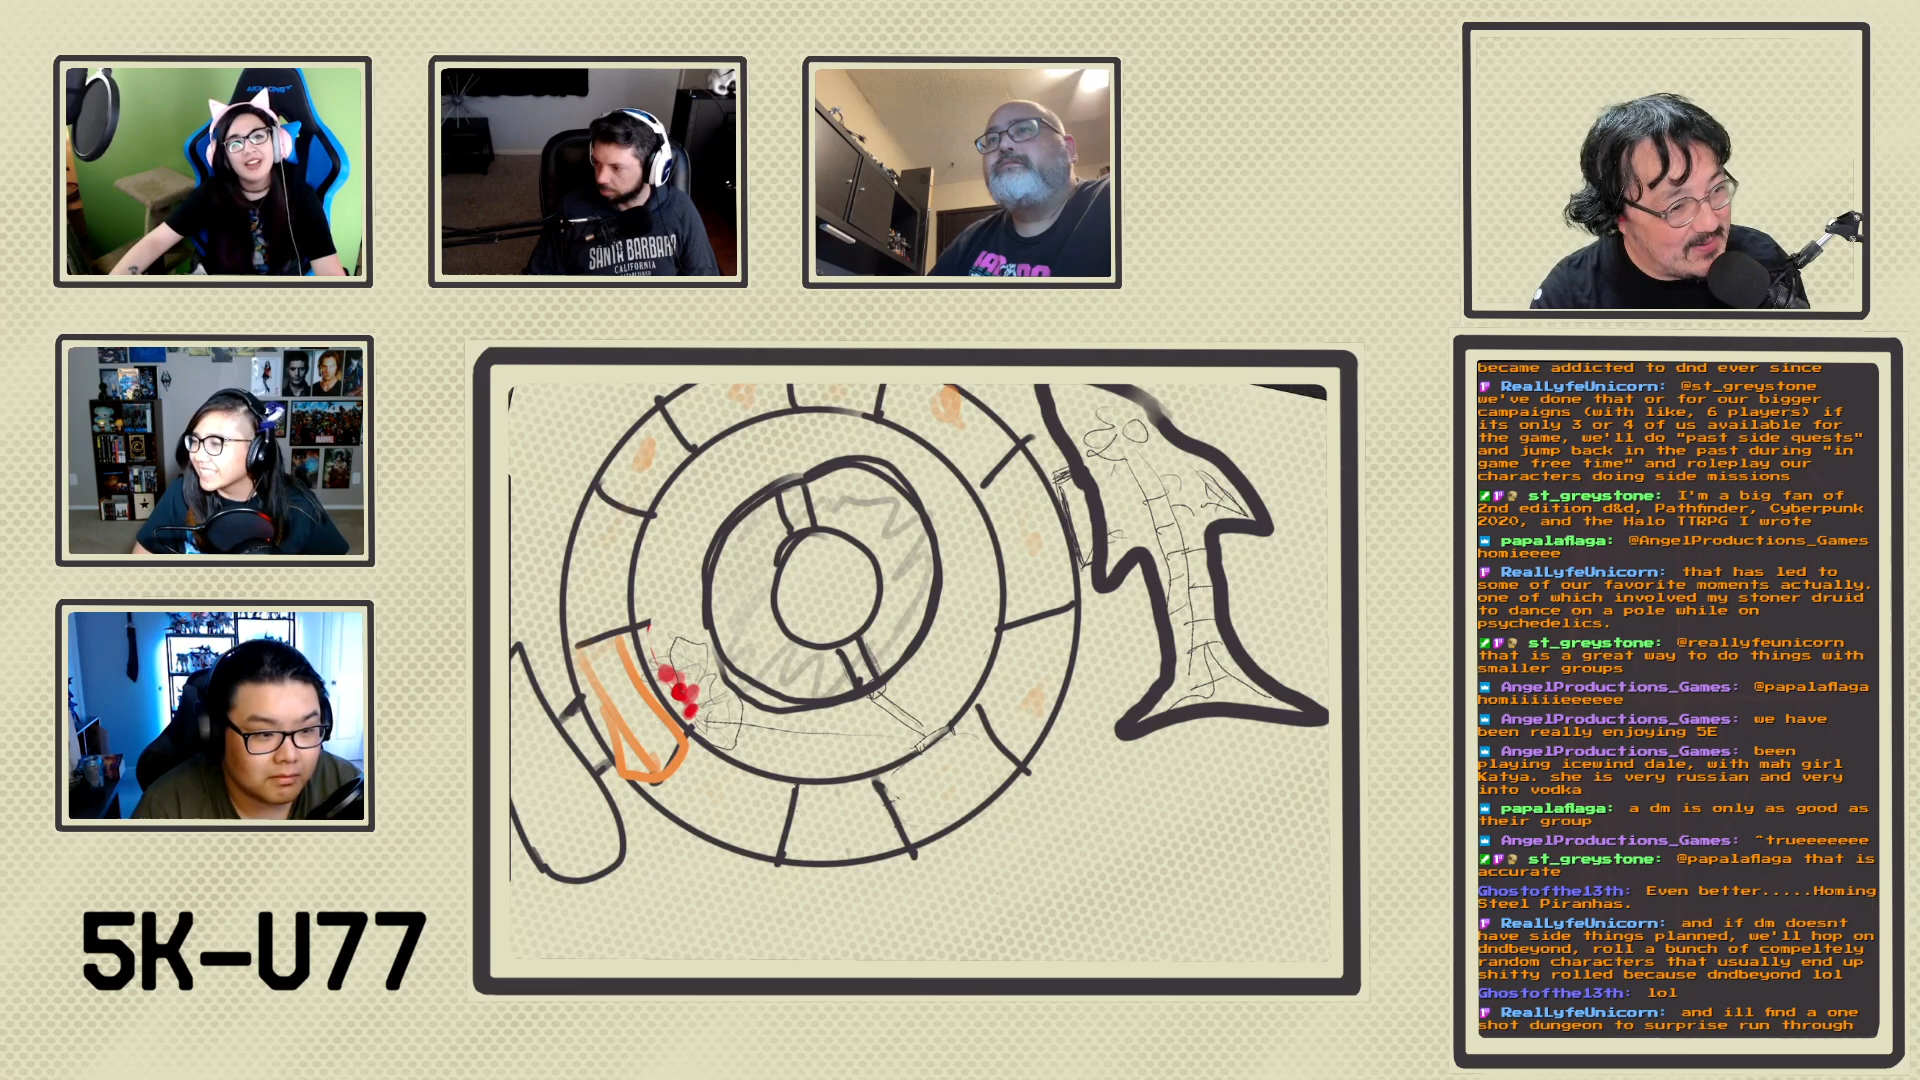 AKRACING
SANTA BARBARA
CALIFORNIA
5K-U77
became addicted to dnd ever since
RealLyfeUnicorn: @st_greystone
we've done that or for our bigger
campaigns (with like, 6 players) if
its only 3 or 4 of us available for
the game, we'll do "past side quests"
and jump back in the past during "in
game free time" and roleplay our
characters doing side missions
st_greystone: I'm a big fan of
2nd edition d&d, Pathfinder, Cyberpunk
2020, and the Halo TTRPG I wrote
papalaflaga: @AngelProductions_Games
homieeee
RealLyfeUnicorn: that has led to
some of our favorite moments actually.
one of which involved my stoner druid
to dance on a pole while on
psychedelics.
st_greystone: @reallyfeunicorn
that is a great way to do things with
smaller groups
AngelProductions_Games: @papalaflaga
homiiiiieeeeee
AngelProductions_Games: we have
been really enjoying 5E
AngelProductions_Games: been
playing icewind dale, with mah girl
Katya. she is very russian and very
into vodka
papalaflaga: a dm is only as good as
their group
AngelProductions_Games: ^trueeeeeee
st_greystone: @papalaflaga that is
accurate
Ghostofthe13th: Even better.....Homing
Steel Piranhas.
RealLyfeUnicorn: and if dm doesnt
have side things planned, we'll hop on
dndbeyond, roll a bunch of compeltely
random characters that usually end up
shitty rolled because dndbeyond lol
Ghostofthe13th: lol
RealLyfeUnicorn: and ill find a one
shot dungeon to surprise run through